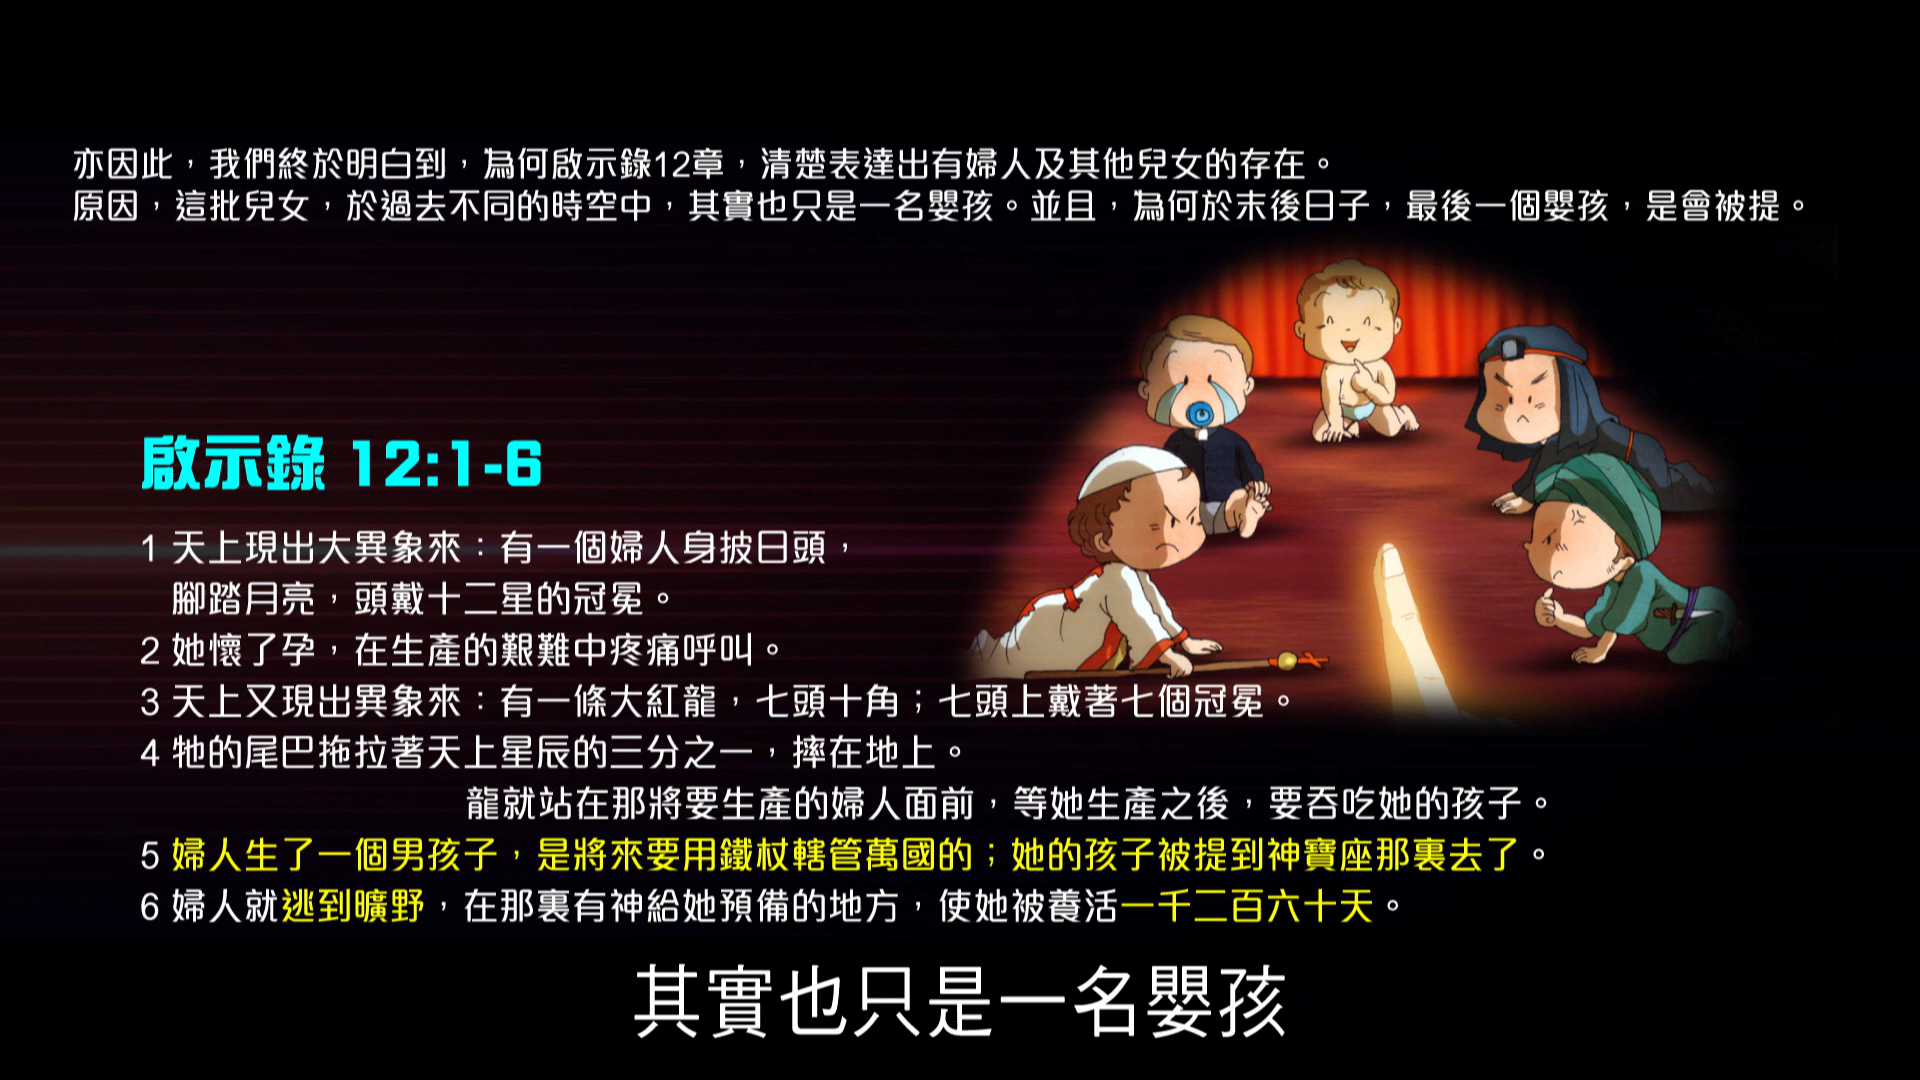 亦因此，我們終於明白到，為何啟示錄12章，清楚表達出有婦人及其他兒女的存在。
原因，這批兒女，於過去不同的時空中，其實也只是一名嬰孩。並且，為何於末後日子，最後一個嬰孩，是會被提。
啟示錄 12:1-6
1 天上現出大異象來：有一個婦人身披日頭，
腳踏月亮，頭戴十二星的冠冕。
2 她懷了孕，在生產的艱難中疼痛呼叫。
3 天上又現出異象來：有一條大紅龍，七頭十角；七頭上戴著七個冠冕。
4 牠的尾巴拖拉著天上星辰的三分之一，摔在地上。
龍就站在那將要生產的婦人面前，等她生產之後，要吞吃她的孩子。
5 婦人生了一個男孩子，是將來要用鐵杖轄管萬國的；她的孩子被提到神寶座那裏去了。
6 婦人就逃到曠野，在那裏有神給她預備的地方，使她被養活一千二百六十天。
其實也只是一名嬰孩